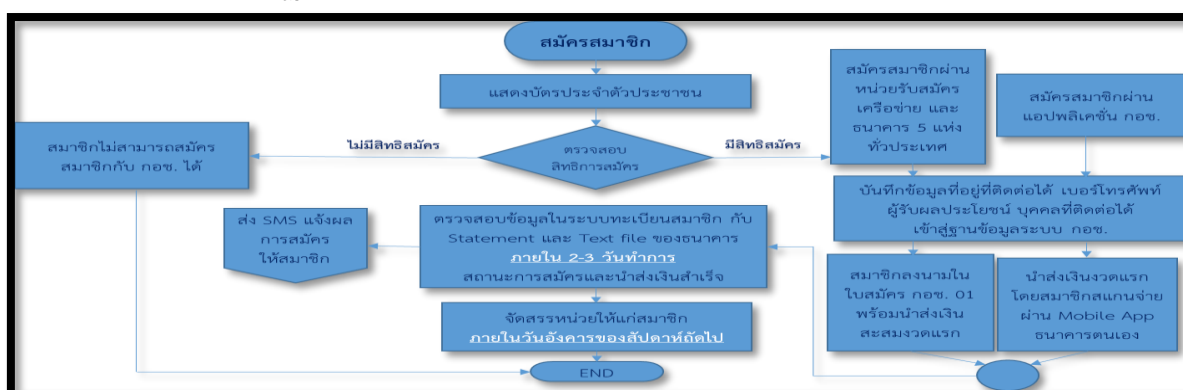 สมัครสมาชิก
แสดงบัตรประจำตัวประชาชน
ตรวจสอบ
สิทธิการสมัคร
ไม่มีสิทธิสมัคร
มีสิทธิสมัคร
สมาชิกไม่สามารถสมัคร
สมาชิกกับ กอช. ได้
สมัครสมาชิกผ่าน
หน่วยรับสมัคร
เครือข่าย และ
ธนาคาร 5 แห่ง
ทั่วประเทศ
สมัครสมาชิกผ่าน
แอปพลิเคชั่น กอช.
บันทึกข้อมูลที่อยู่ที่ติดต่อได้ เบอร์โทรศัพท์
ผู้รับผลประโยชน์ บุคคลที่ติดต่อได้
เข้าสู่ฐานข้อมูลระบบ กอช.
สมาชิกลงนามใน
ใบสมัคร กอช. 01
พร้อมนำส่งเงิน
สะสมงวดแรก
นำส่งเงินงวดแรก
โดยสมาชิกสแกนจ่าย
ผ่าน Mobile App
ธนาคารตนเอง
ตรวจสอบข้อมูลในระบบทะเบียนสมาชิก กับ
Statement และ Text file ของธนาคาร
ภายใน 2-3 วันทำการ
สถานะการสมัครและนำส่งเงินสำเร็จ
ส่ง SMS แจ้งผล
การสมัคร
ให้สมาชิก
จัดสรรหน่วยให้แก่สมาชิก
ภายในวันอังคารของสัปดาห์ถัดไป
END